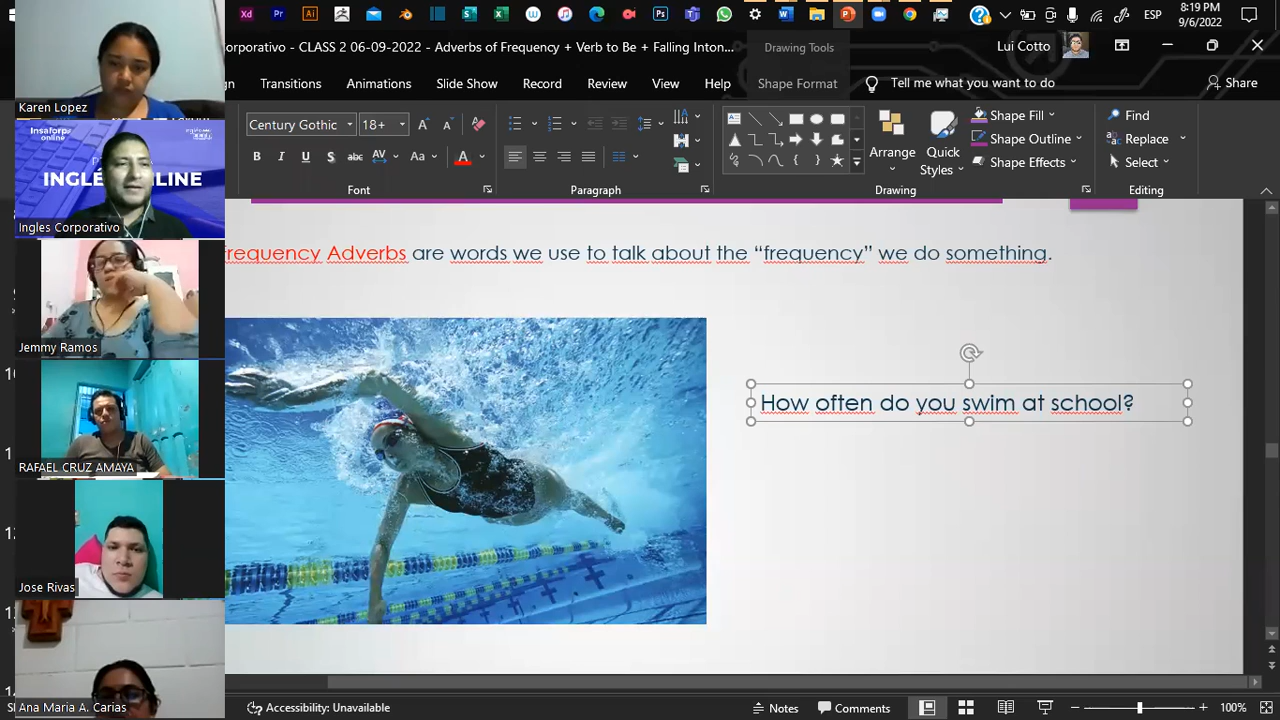 ESP
8:19 PM
9/6/2022
Corporativo - CLASS 2 06-09-2022 - Adverbs of Frequency + Verb to Be + Falling Inton...
Drawing Tools
Lui Cotto
Transitions
Animations
Slide Show
Record
Review
View
Help
Shape Format
Tell me what you want to do
Share
Century Gothic
18+
Font
Paragraph
Arrange
Quick
Styles
Shape Fill
Shape Outline
Shape Effects
Drawing
Find
Replace
Select
Editing
Karen Lopez
Insaforp
online
INGLÉS ONLINE
Ingles Corporativo
Jemmy Ramos
RAFAEL CRUZ AMAYA
Jose Rivas
Ana Maria A. Carias
Frequency Adverbs are words we use to talk about the “frequency” we do something.
How often do you swim at school?
Accessibility: Unavailable
Notes
Comments
100%